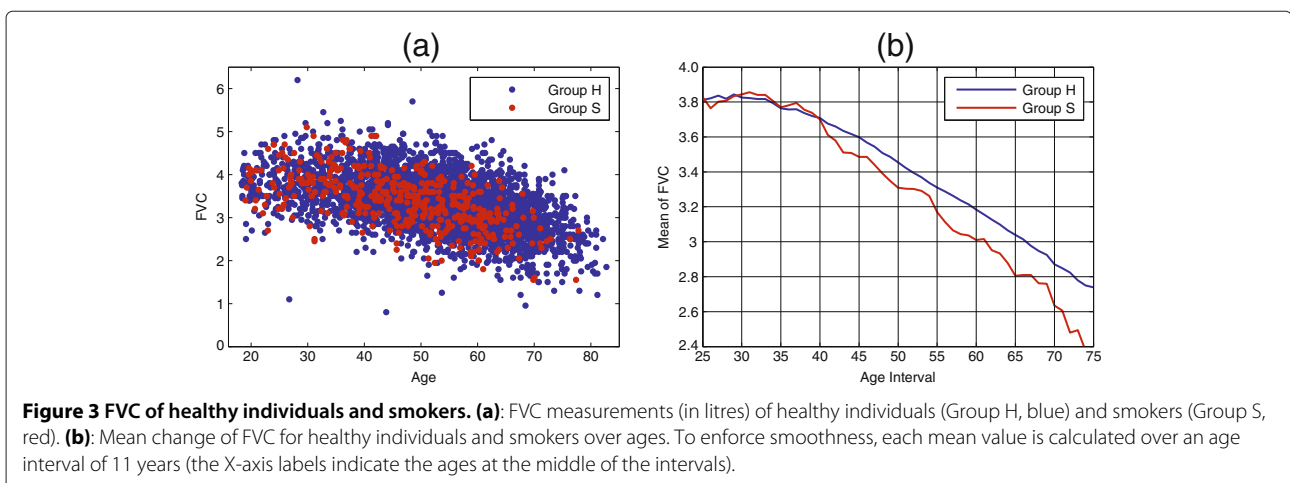 (a)
(b)
FVC
6
5
4
3
2
1
0
20 30 40 50 60 70 80
Age
Group H
Group S
Mean of FVC
4.0
3.8
3.6
3.4
3.2
3
2.8
2.6
2.4
25 30 35 40 45 50 55 60 65 70 75
Age Interval
Group H
Group S
Figure 3 FVC of healthy individuals and smokers. (a): FVC measurements (in litres) of healthy individuals (Group H, blue) and smokers (Group S,
red). (b): Mean change of FVC for healthy individuals and smokers over ages. To enforce smoothness, each mean value is calculated over an age
interval of 11 years (the X-axis labels indicate the ages at the middle of the intervals).